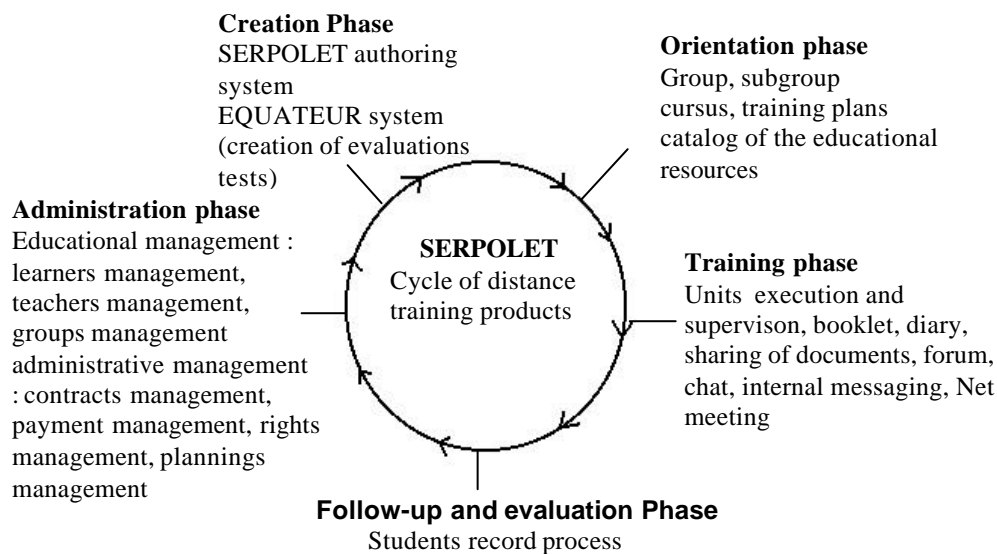 Creation Phase
SERPOLET authoring
system
EQUATEUR system
(creation of evaluations
tests)
Orientation phase
Group, subgroup
cursus, training plans
catalog of the educational
resources
Administration phase
Educational management :
learners management,
teachers management,
groups management
administrative management
: contracts management,
payment management, rights
management, plannings
management
SERPOLET
Cycle of distance
training products
Training phase
Units execution and
supervison, booklet, diary,
sharing of documents, forum,
chat, internal messaging, Net
meeting
Follow-up and evaluation Phase
Students record process